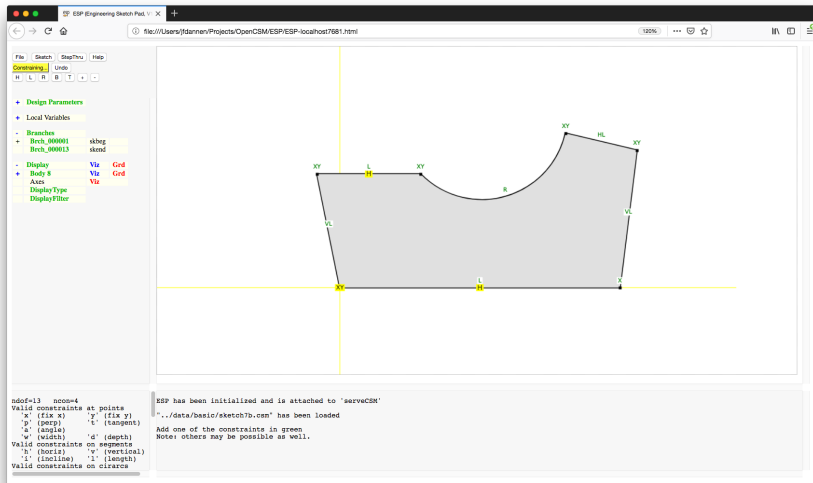 ESP (Engineering Sketch Pad, V
file:///Users/jfdannen/Projects/OpenCSM/ESP/ESP-localhost7681.html
120%
File Sketch StepThru Help
Constraining... Undo
H L R B T + -
+ Design Parameters
+ Local Variables
- Branches
+ Brch_000001 skbeg
Brch_000013 skend
- Display Viz Grd
+ Body 8 Viz Grd
Axes Viz
DisplayType
DisplayFilter
XY
HL
XY
XY
L
H
XY
R
VL
VL
L
X
XY
H
ndof=13 ncon=4
Valid constraints at points
'x' (fix x) 'y' (fix y)
'p' (perp) 't' (tangent)
'a' (angle)
'w' (width) 'd' (depth)
Valid constraints on segments
'h' (horiz) 'v' (vertical)
'i' (incline) 'l' (length)
Valid constraints on cirarcs
ESP has been initialized and is attached to 'serveCSM'
"../data/basic/sketch7b.csm" has been loaded
Add one of the constraints in green
Note: others may be possible as well.